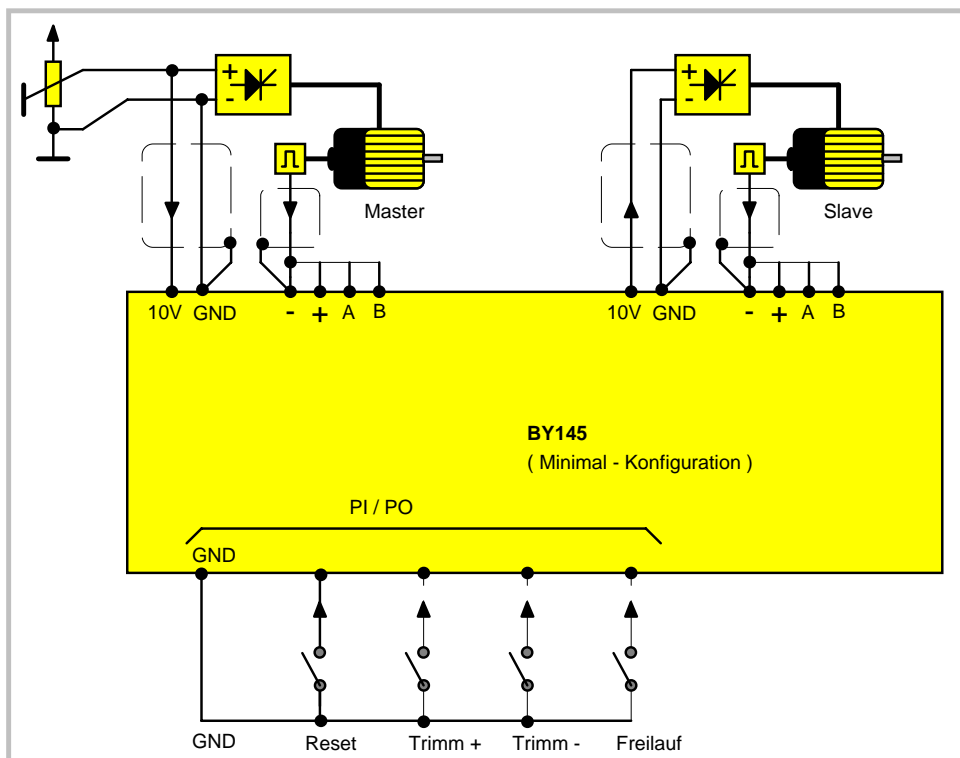 +
-
+
-
Master
Slave
10V GND - + A B
10V GND - + A B
BY145
( Minimal - Konfiguration )
PI / PO
GND
GND Reset Trimm + Trimm - Freilauf